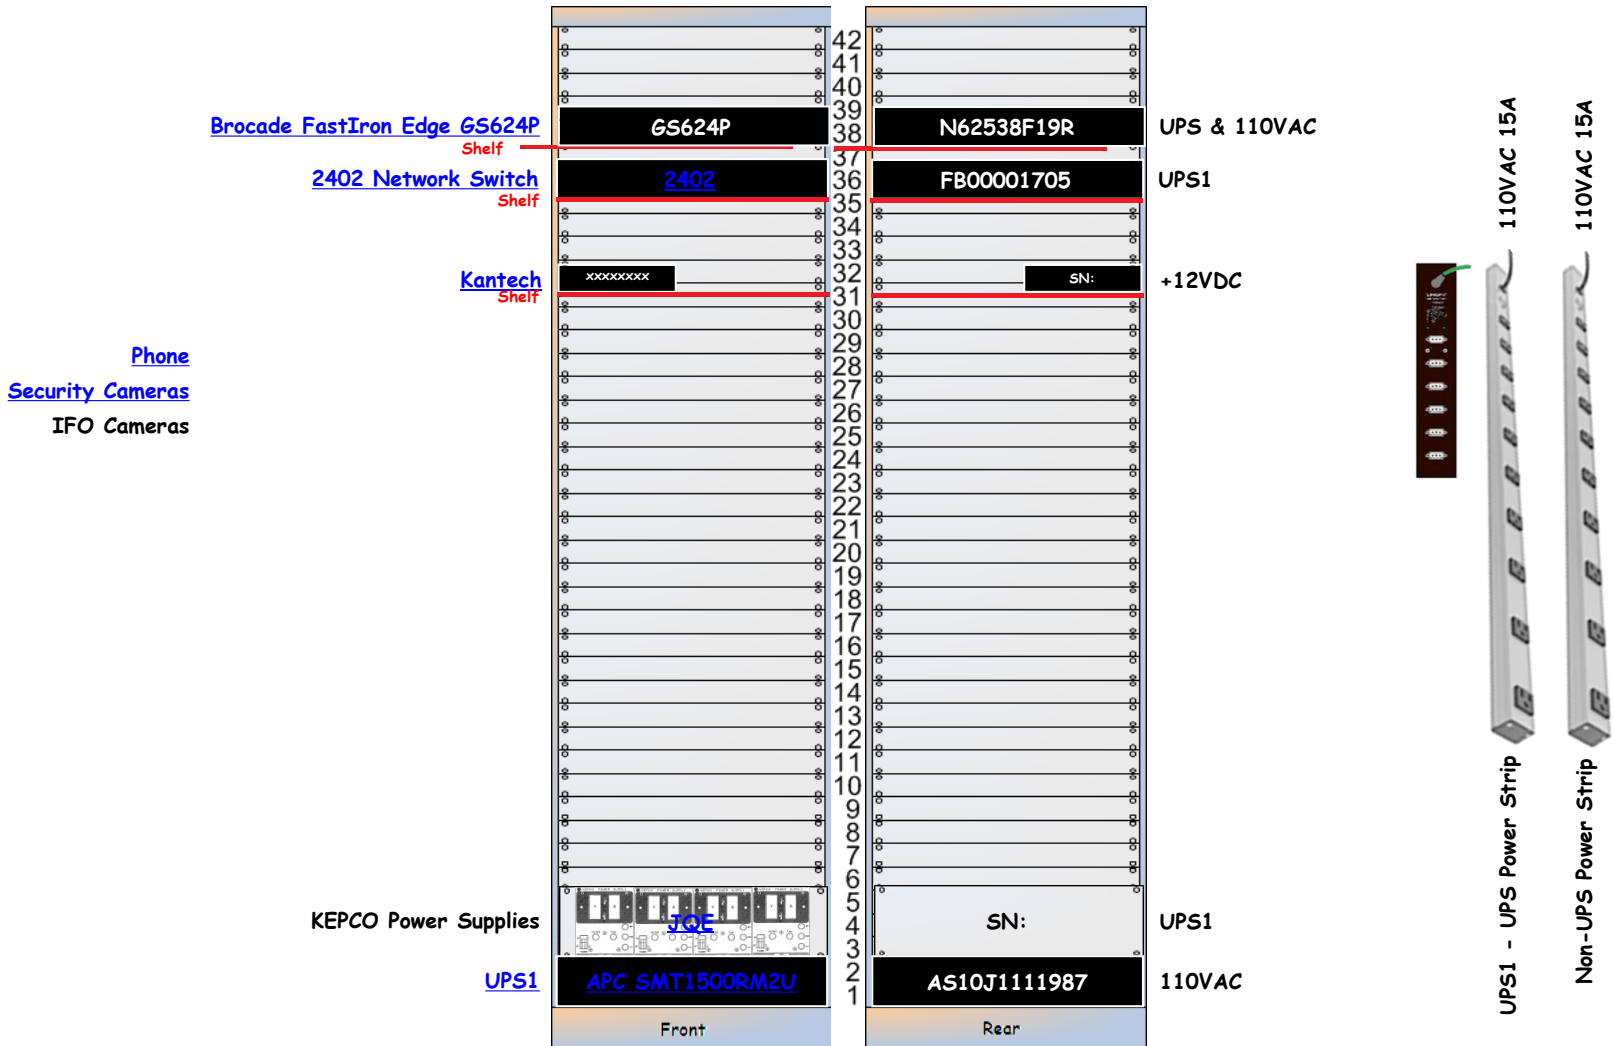 42
41
40
39
Brocade FastIron Edge GS624P
GS624P
38
N62538F19R
UPS & 110VAC
Shelf
37
2402 Network Switch
2402
36
FB00001705
UPS1
Shelf
35
34
33
Kantech
xxxxxxxx
32
SN:
+12VDC
Shelf
31
30
29
Phone
28
27
Security Cameras
26
IFO Cameras
25
24
23
22
21
20
19
18
17
16
15
14
13
12
11
10
9
8
7
6
5
KEPCO Power Supplies
JQE
4
SN:
UPS1
3
UPS1
APC SMT1500RM2U
2
AS10J1111987
110VAC
1
Front
Rear
110VAC 15A
110VAC 15A
UPS1 - UPS Power Strip
Non-UPS Power Strip